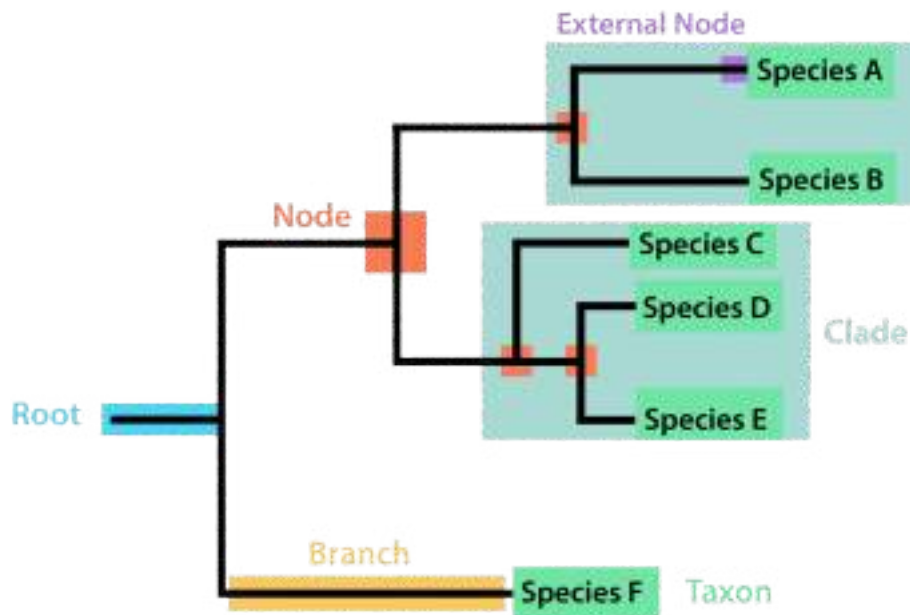 External Node
Species A
Species B
Node
Species C
Species D
Clade
Species E
Root
Branch
Species F
Taxon